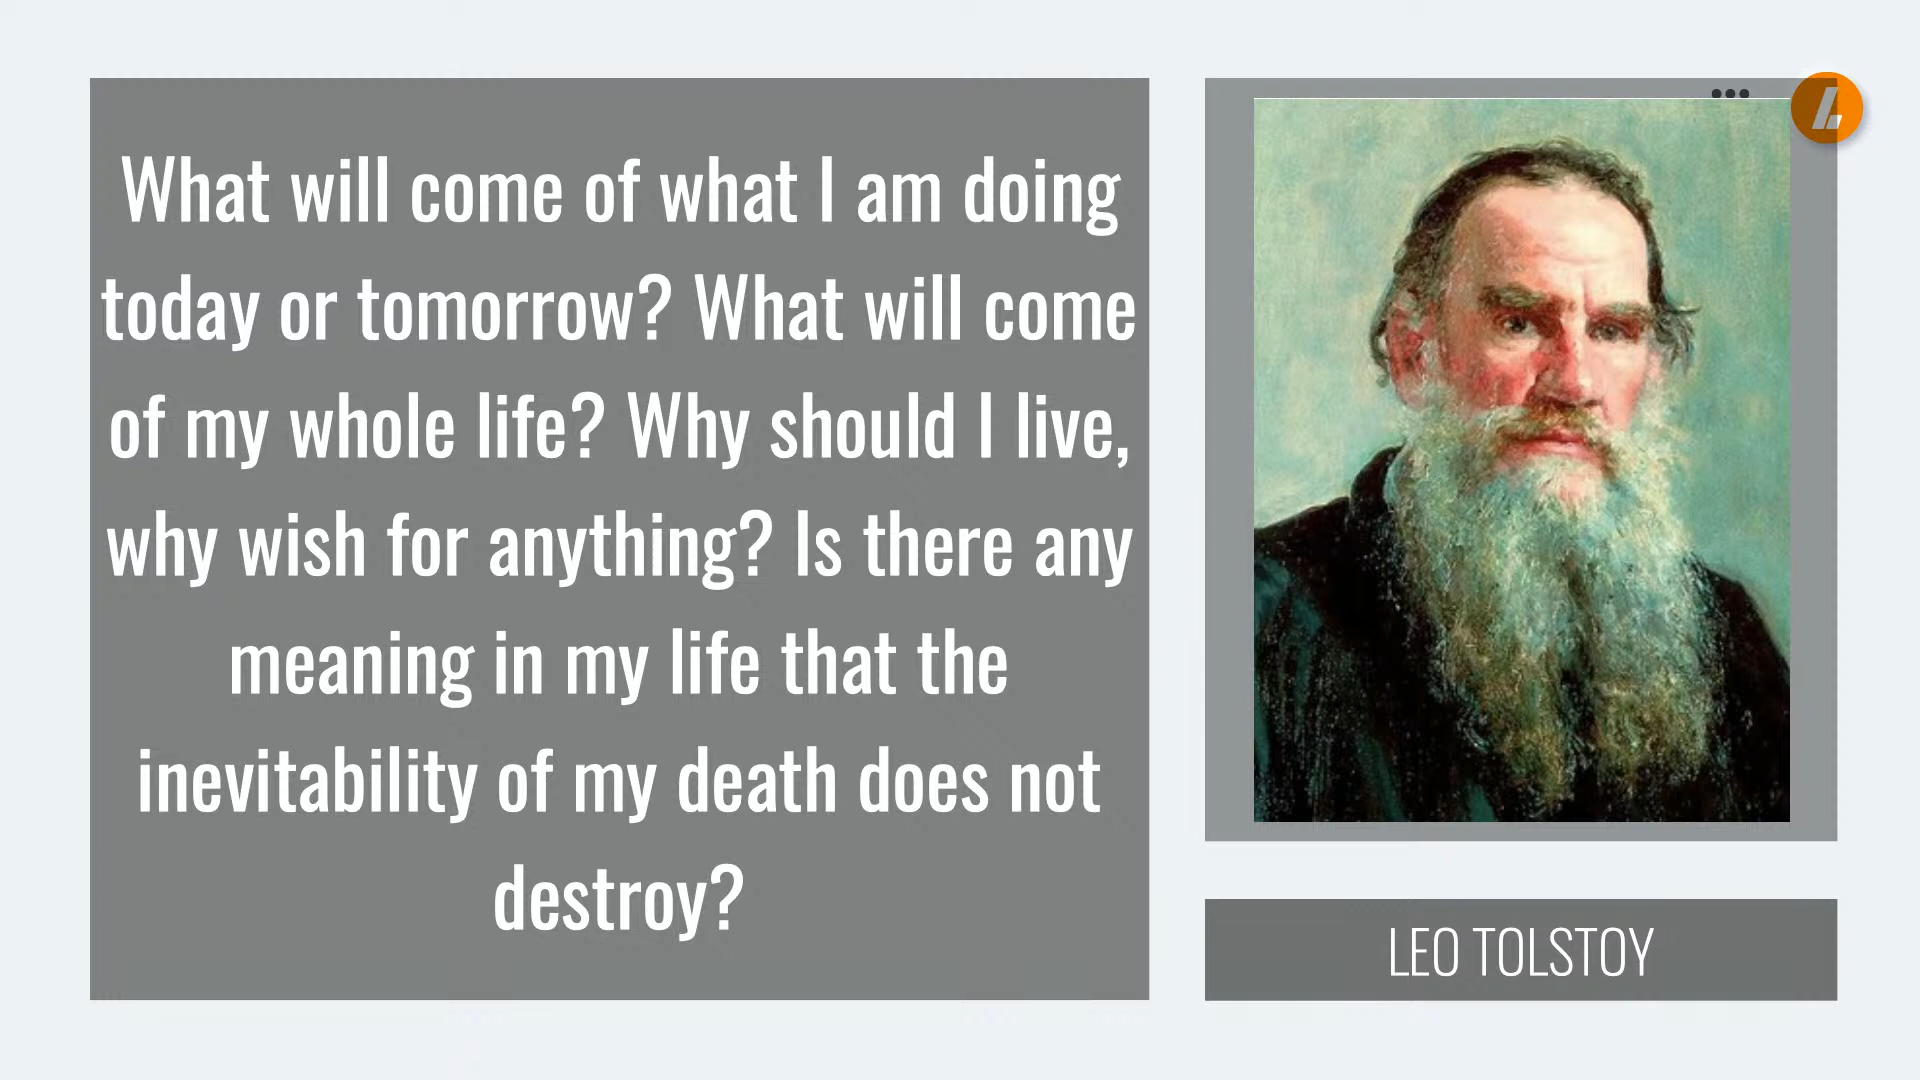 What will come of what I am doing
today or tomorrow? What will come
of my whole life? Why should I live,
why wish for anything? Is there any
meaning in my life that the
inevitability of my death does not
destroy?
LEO TOLSTOY